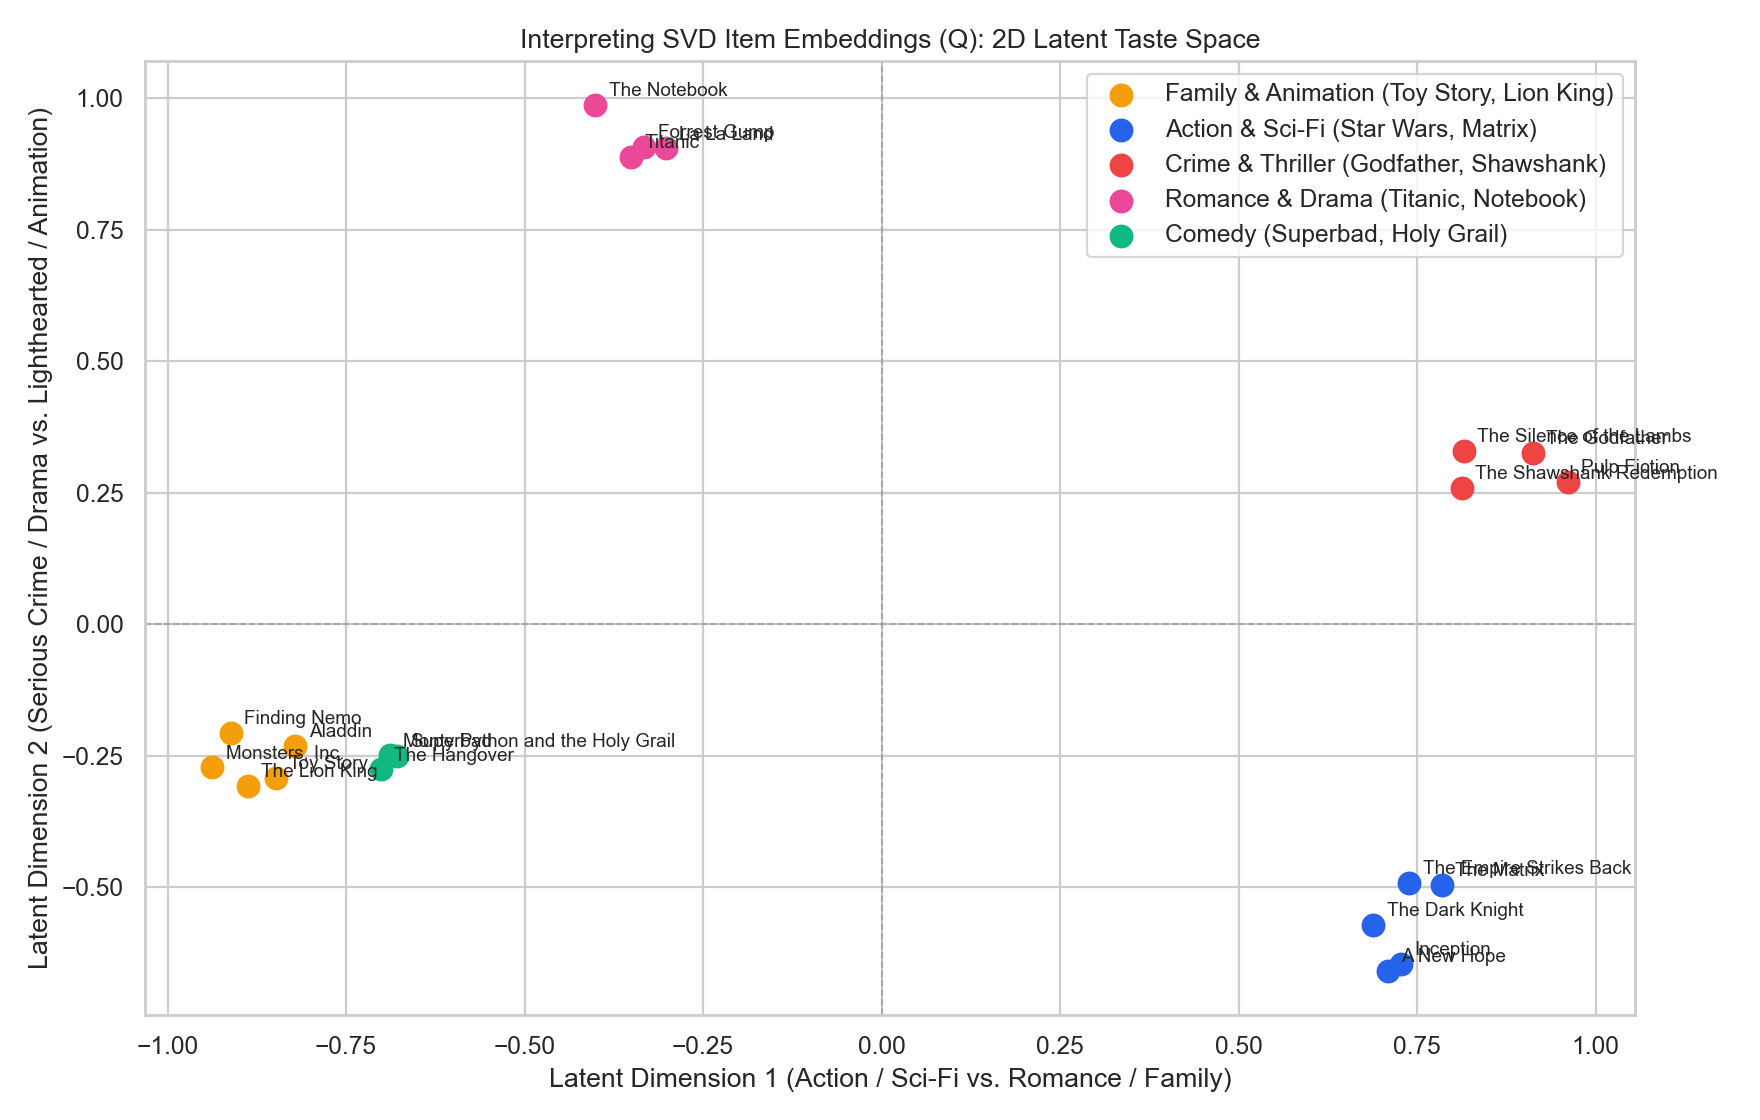 Interpreting SVD Item Embeddings (Q): 2D Latent Taste Space
Latent Dimension 2 (Serious Crime / Drama vs. Lighthearted / Animation)
1.00
0.75
0.50
0.25
0.00
−0.25
−0.50
Family & Animation (Toy Story, Lion King)
Action & Sci-Fi (Star Wars, Matrix)
Crime & Thriller (Godfather, Shawshank)
Romance & Drama (Titanic, Notebook)
Comedy (Superbad, Holy Grail)
The Notebook
Forrest Gump
La La Land
Titanic
The Silence of the Lambs
The Godfather
Pulp Fiction
The Shawshank Redemption
Finding Nemo
Aladdin
Monsters, Inc.
Toy Story
The Lion King
Superbad
Monty Python and the Holy Grail
The Hangover
The Empire Strikes Back
The Matrix
The Dark Knight
Inception
A New Hope
−1.00
−0.75
−0.50
−0.25
0.00
0.25
0.50
0.75
1.00
Latent Dimension 1 (Action / Sci-Fi vs. Romance / Family)